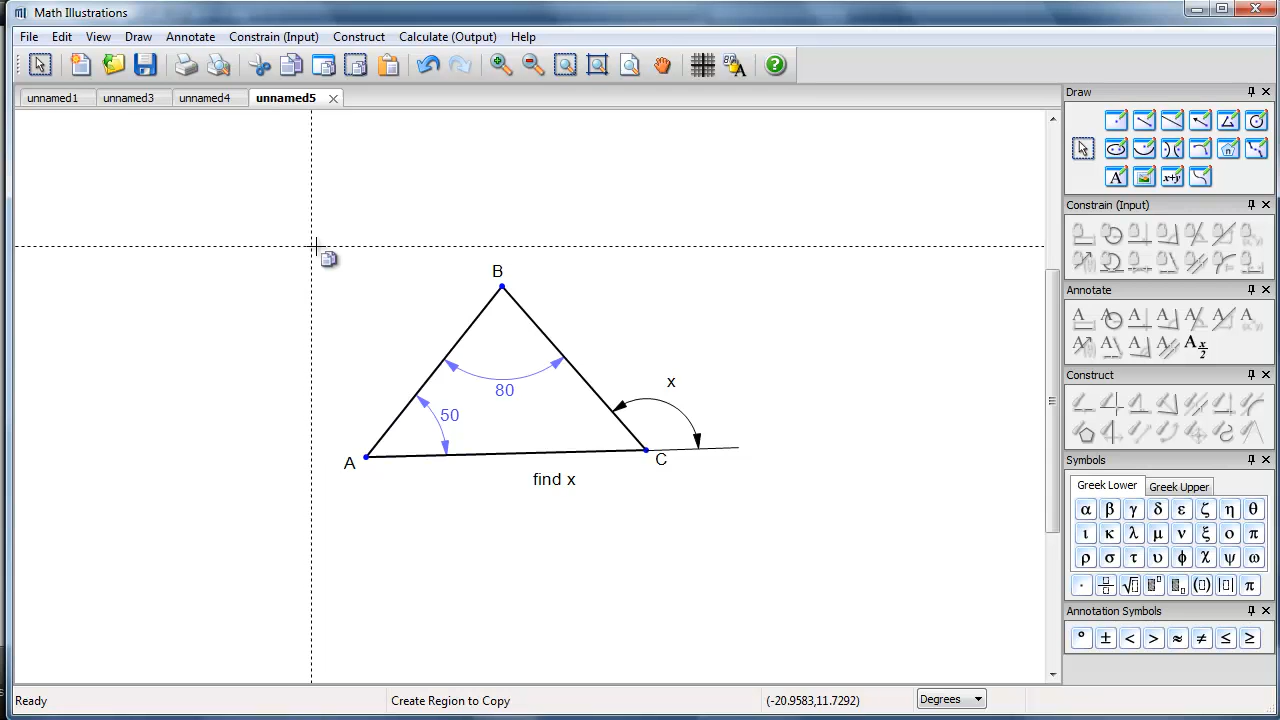 Math Illustrations
File Edit View Draw Annotate Constrain (Input) Construct Calculate (Output) Help
unnamed1 unnamed3 unnamed4 unnamed5
Draw
Constrain (Input)
Annotate
Construct
Symbols
Greek Lower Greek Upper
α β γ δ ε ζ η θ
ι κ λ μ ν ξ ο π
ρ σ τ υ φ χ ψ ω
π
Annotation Symbols
° ± < > ≈ ≠ ≤ ≥
B
80
50
x
A
C
find x
Ready Create Region to Copy (-20.9583,11.7292) Degrees